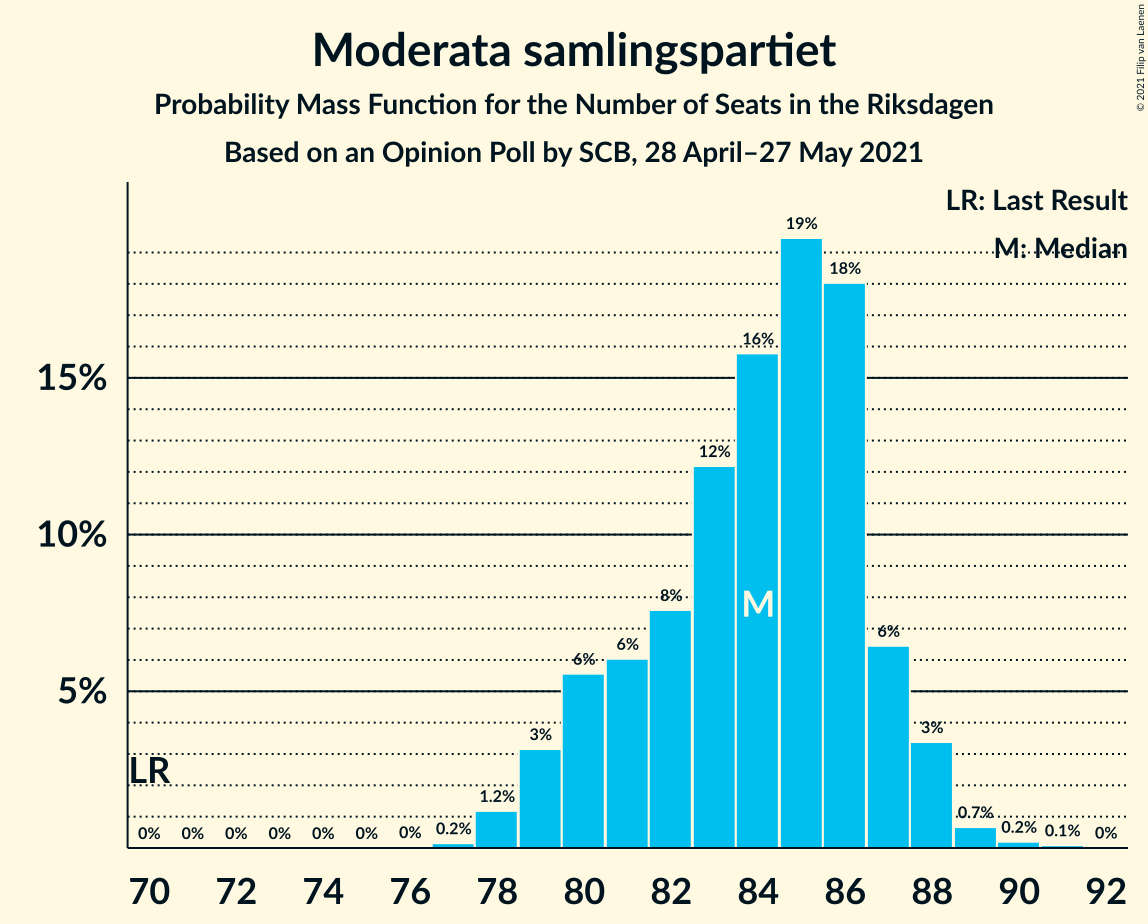 Moderata samlingspartiet
Probability Mass Function for the Number of Seats in the Riksdagen
Based on an Opinion Poll by SCB, 28 April–27 May 2021
© 2021 Filip van Laenen
LR: Last Result
M: Median
15%
10%
5%
LR
M
0%
0%
0%
0%
0%
0%
0%
0.2%
1.2%
3%
6%
6%
8%
12%
16%
19%
18%
6%
3%
0.7%
0.2%
0.1%
0%
70 72 74 76 78 80 82 84 86 88 90 92